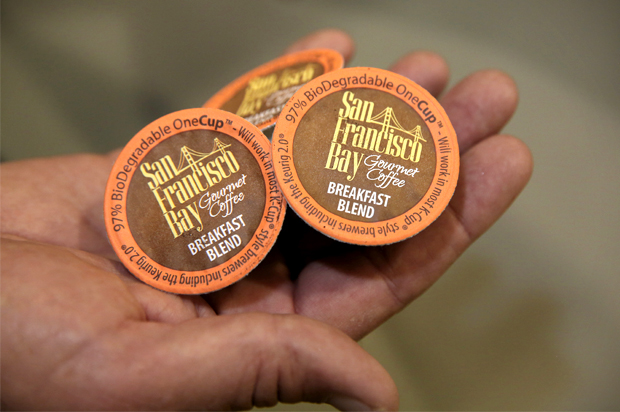 97% BioDegradable OneCup™ - Will work in most K-Cup® style brewers including the Keurig 2.0®
San
Francisco
Bay
Gourmet
Coffee
BREAKFAST
BLEND
97% BioDegradable OneCup™ - Will work in most K-Cup® style brewers including the Keurig 2.0®
San
Francisco
Bay
Gourmet
Coffee
BREAKFAST
BLEND